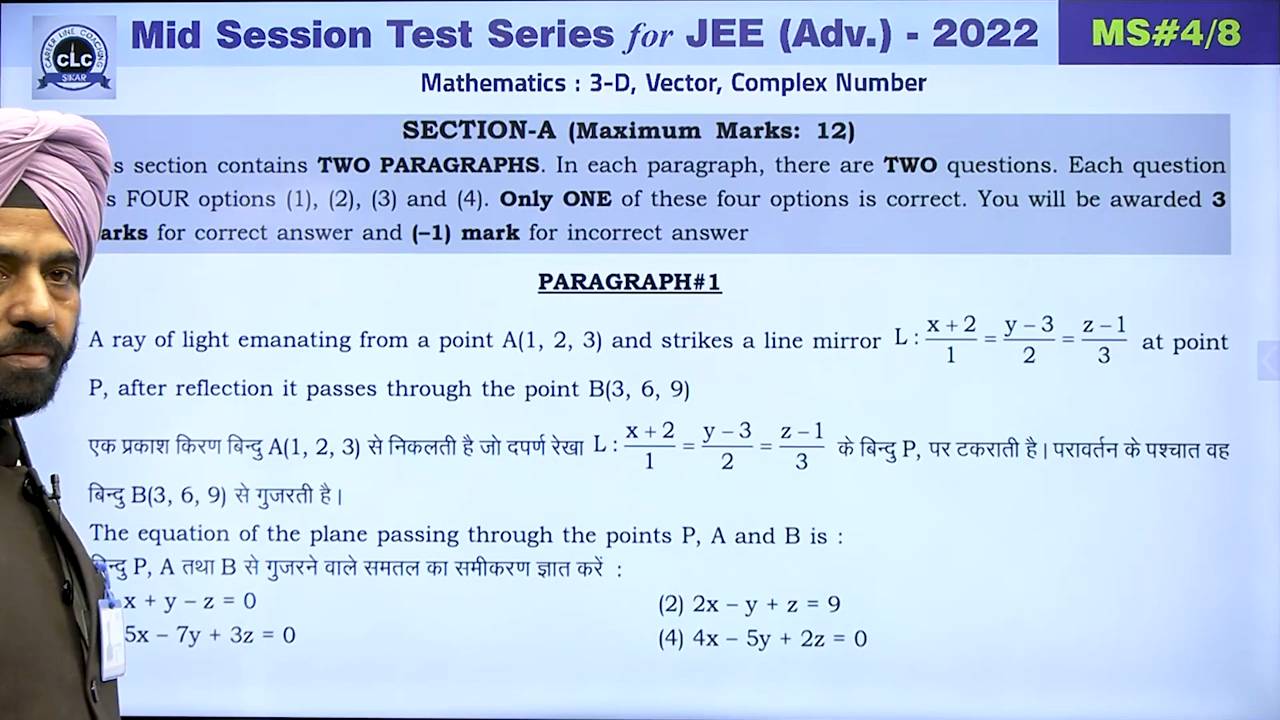 Mid Session Test Series for JEE (Adv.) - 2022
MS#4/8
CAREER LINE COACHING
CLC
SIKAR
Mathematics : 3-D, Vector, Complex Number
SECTION-A (Maximum Marks: 12)
s section contains TWO PARAGRAPHS. In each paragraph, there are TWO questions. Each question
s FOUR options (1), (2), (3) and (4). Only ONE of these four options is correct. You will be awarded 3
arks for correct answer and (–1) mark for incorrect answer
PARAGRAPH#1
A ray of light emanating from a point A(1, 2, 3) and strikes a line mirror L : (x + 2)/1 = (y – 3)/2 = (z – 1)/3 at point
P, after reflection it passes through the point B(3, 6, 9)
एक प्रकाश किरण बिन्दु A(1, 2, 3) से निकलती है जो दपर्ण रेखा L : (x + 2)/1 = (y – 3)/2 = (z – 1)/3 के बिन्दु P, पर टकराती है। परावर्तन के पश्चात वह
बिन्दु B(3, 6, 9) से गुजरती है।
The equation of the plane passing through the points P, A and B is :
बिन्दु P, A तथा B से गुजरने वाले समतल का समीकरण ज्ञात करें :
x + y – z = 0
(2) 2x – y + z = 9
5x – 7y + 3z = 0
(4) 4x – 5y + 2z = 0